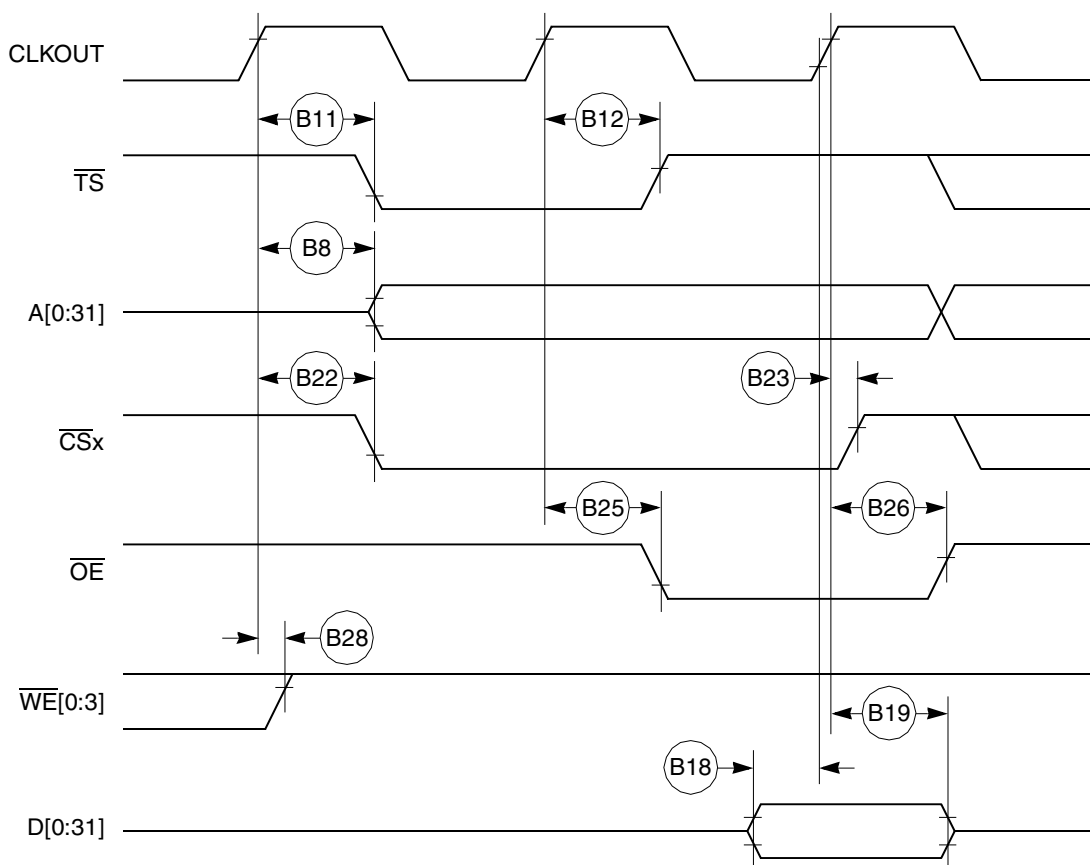 CLKOUT
B11
B12
TS
B8
A[0:31]
B22
B23
CSx
B25
B26
OE
B28
WE[0:3]
B19
B18
D[0:31]